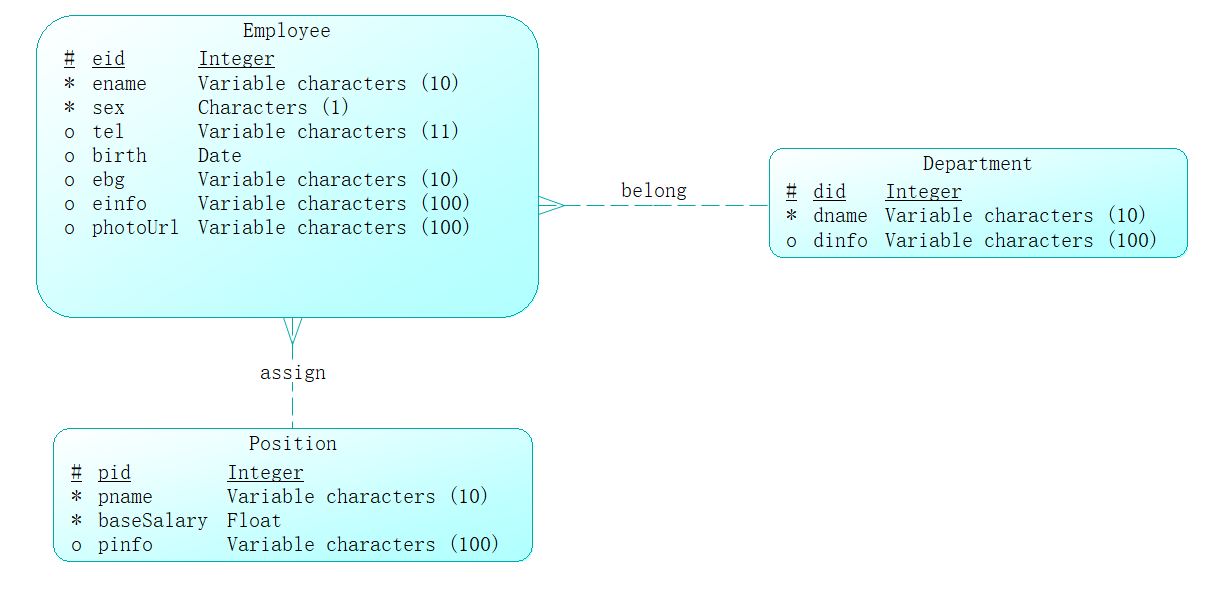 Employee
# eid Integer
* ename Variable characters (10)
* sex Characters (1)
o tel Variable characters (11)
o birth Date
o ebg Variable characters (10)
o einfo Variable characters (100)
o photoUrl Variable characters (100)
belong
Department
# did Integer
* dname Variable characters (10)
o dinfo Variable characters (100)
assign
Position
# pid Integer
* pname Variable characters (10)
* baseSalary Float
o pinfo Variable characters (100)